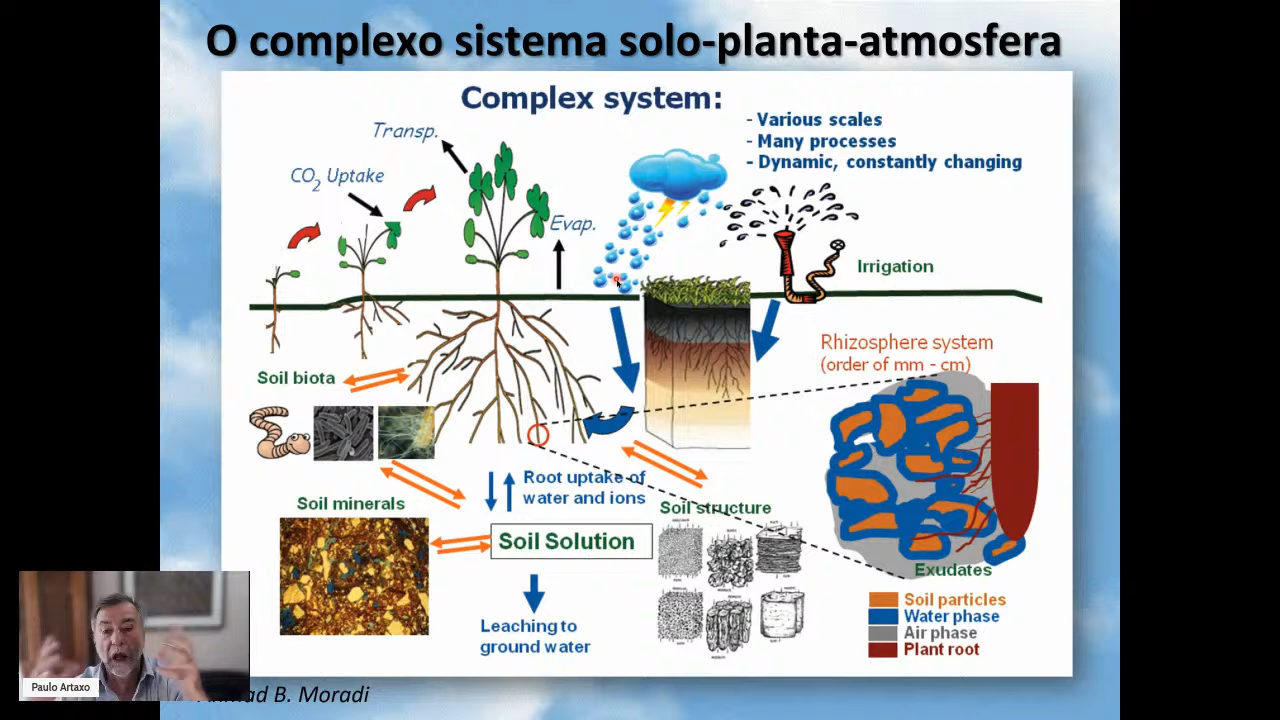 O complexo sistema solo-planta-atmosfera
Complex system:
- Various scales
- Many processes
- Dynamic, constantly changing
Transp.
CO2 Uptake
Evap.
Irrigation
Rhizosphere system
(order of mm - cm)
Soil biota
Root uptake of
water and ions
Soil minerals
Soil structure
Soil Solution
Exudates
Leaching to
ground water
Soil particles
Water phase
Air phase
Plant root
Paulo Artaxo
B. Moradi